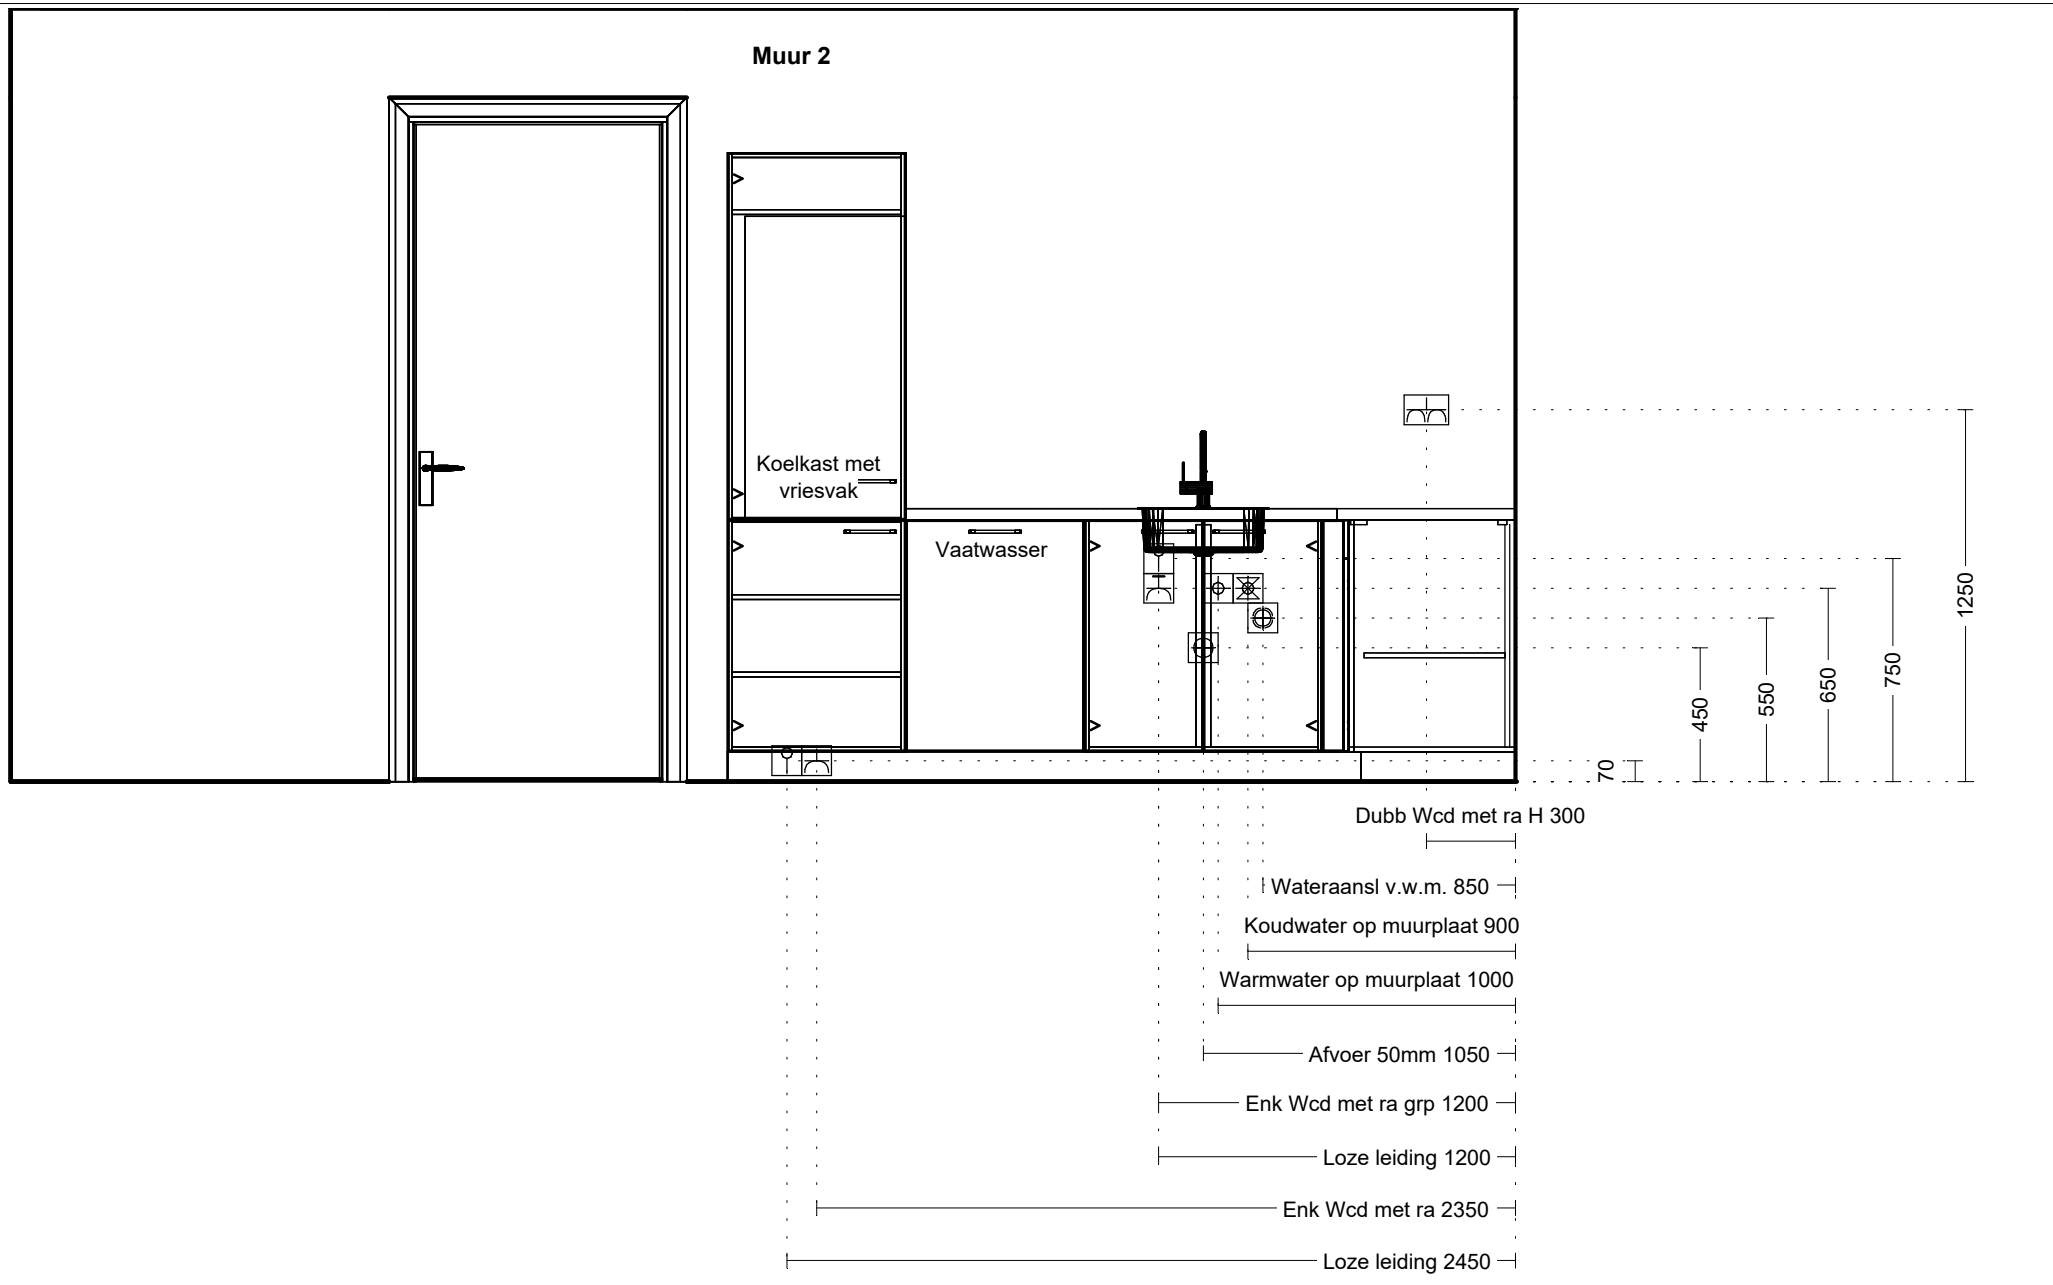 Muur 2
Koelkast met
vriesvak
Vaatwasser
1250
750
650
550
450
70
Dubb Wcd met ra H 300
Wateraansl v.w.m. 850
Koudwater op muurplaat 900
Warmwater op muurplaat 1000
Afvoer 50mm 1050
Enk Wcd met ra grp 1200
Loze leiding 1200
Enk Wcd met ra 2350
Loze leiding 2450